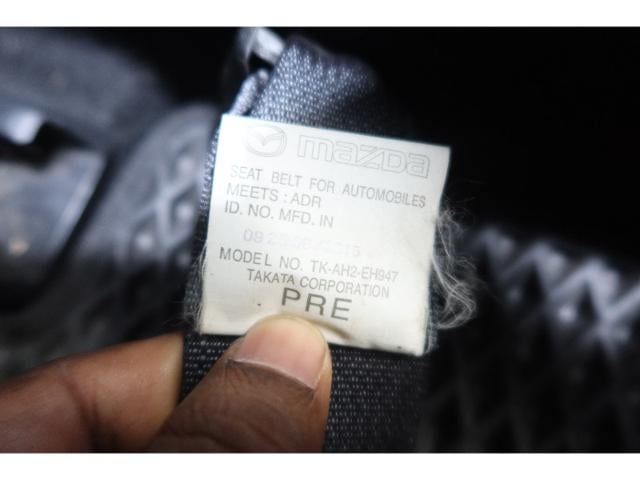 mazda
SEAT BELT FOR AUTOMOBILES
MEETS : ADR
ID. NO. MFD. IN
MODEL NO. TK-AH2-EH947
TAKATA CORPORATION
PRE